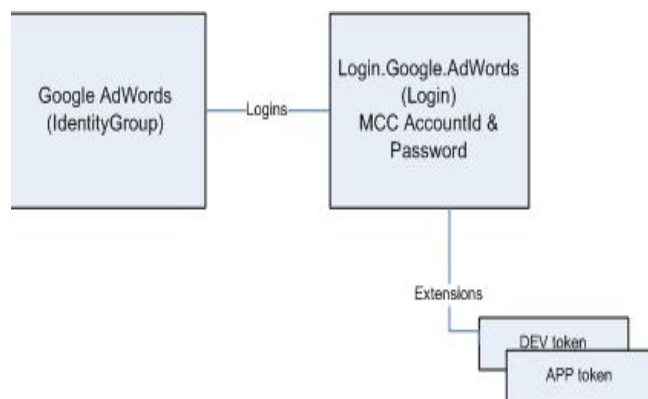 Google AdWords
(IdentityGroup)
Logins
Login.Google.AdWords
(Login)
MCC AccountId &
Password
Extensions
DEV token
APP token